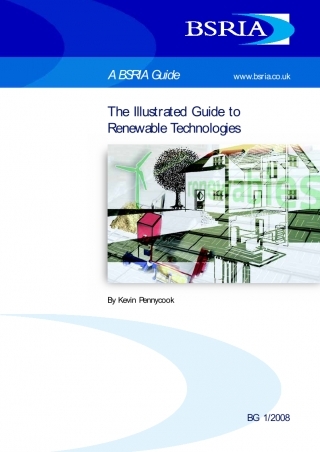 BSRIA
A BSRIA Guide
www.bsria.co.uk
The Illustrated Guide to
Renewable Technologies
renewables
By Kevin Pennycook
BG 1/2008